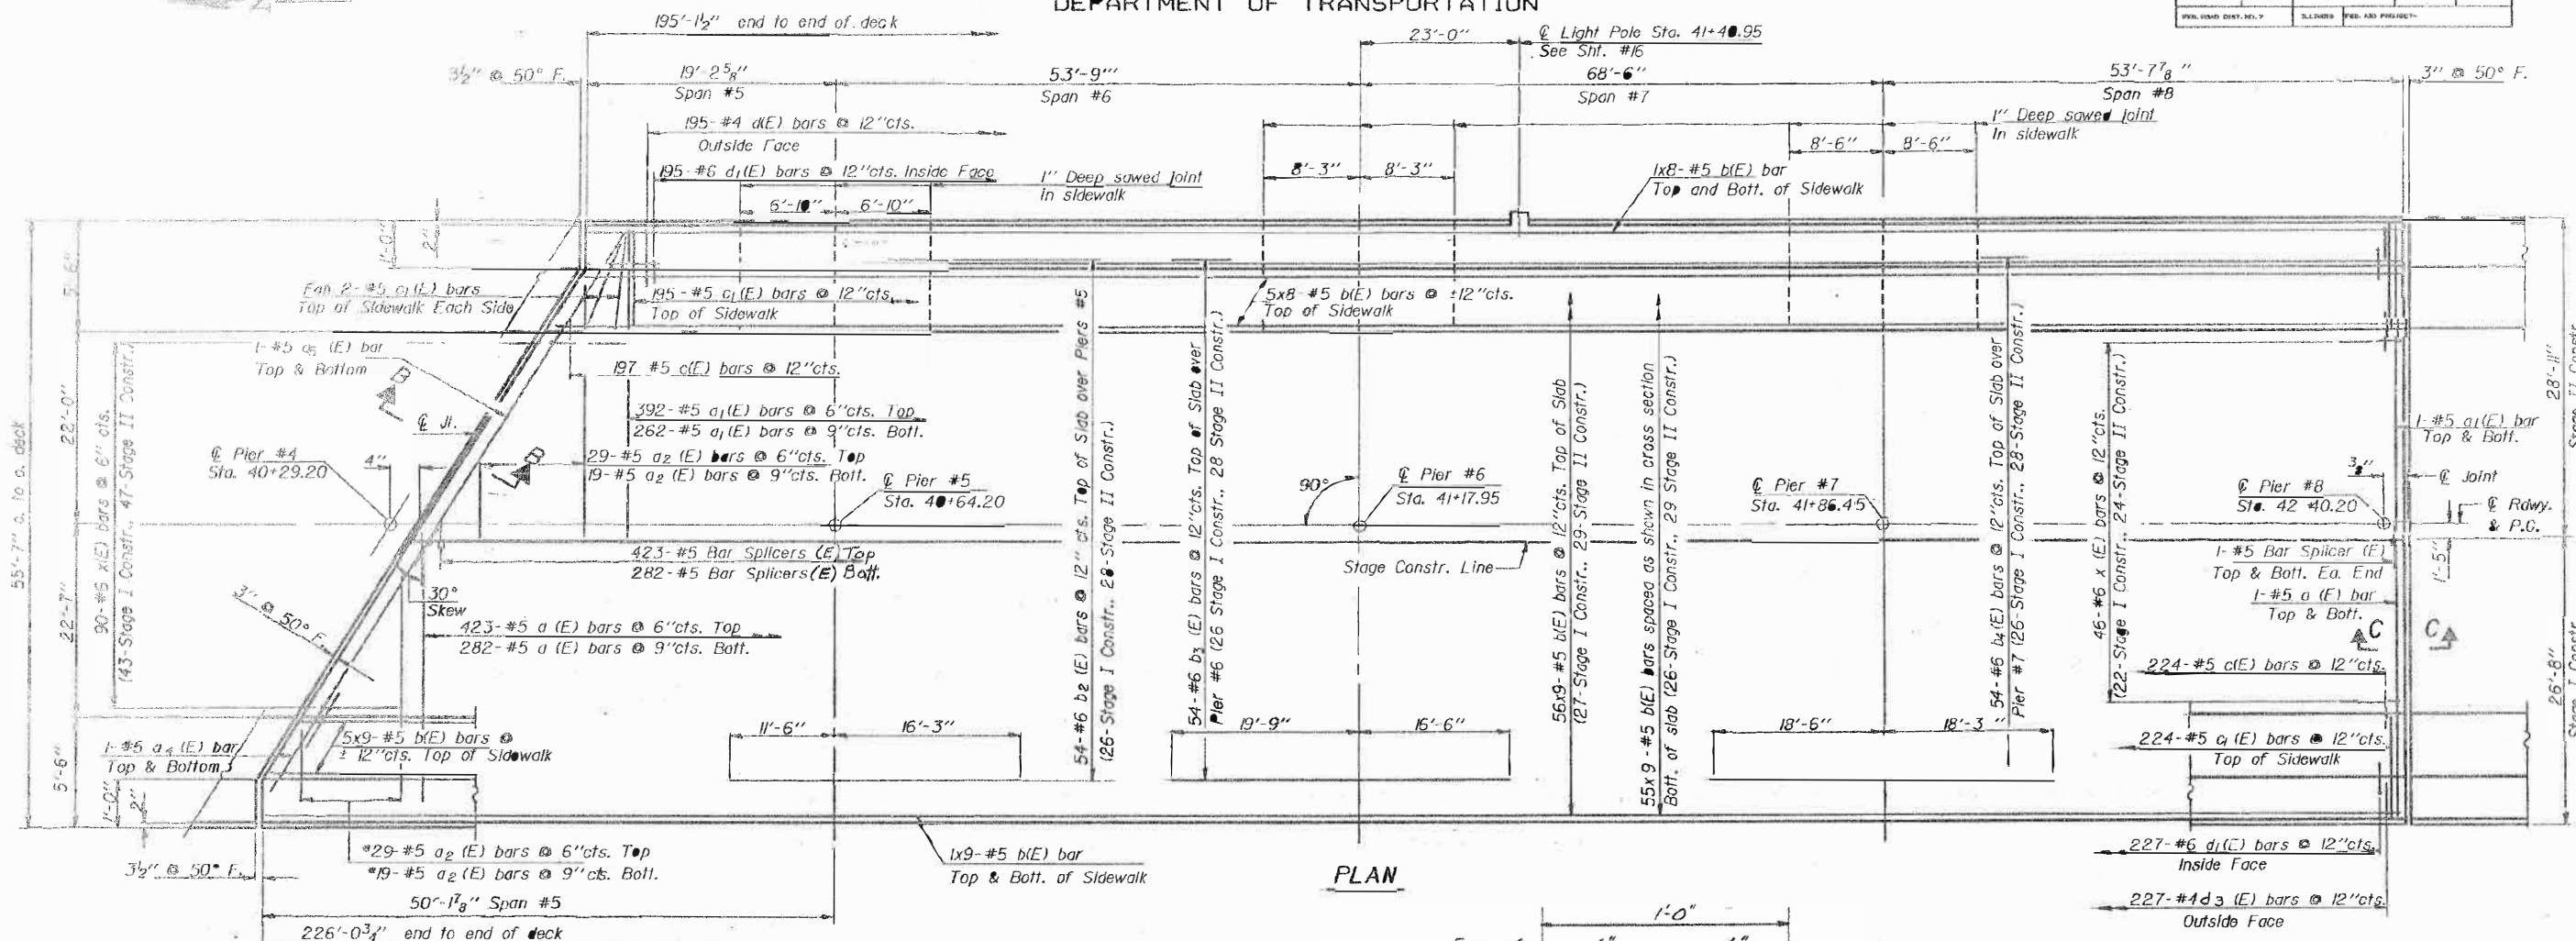 DEPARTMENT OF TRANSPORTATION
195'-1½" end to end of deck
3½" @ 50° F.
19'-2⅝"
Span #5
53'-9"
Span #6
23'-0"
℄ Light Pole Sta. 41+40.95
See Sht. #16
68'-6"
Span #7
53'-7⅞"
Span #8
3" @ 50° F.
195-#4 d(E) bars @ 12"cts.
Outside Face
195-#6 d₁(E) bars @ 12"cts. Inside Face
1" Deep sawed joint
in sidewalk
6'-10"
6'-10"
8'-3"
8'-3"
1x8-#5 b(E) bar
Top and Bott. of Sidewalk
8'-6"
8'-6"
1" Deep sawed joint
In sidewalk
1'-0"
2"
5'-6"
Fan 2-#5 c₁(E) bars
Top of Sidewalk Each Side
195-#5 c₁(E) bars @ 12"cts.
Top of Sidewalk
5x8-#5 b(E) bars @ ±12"cts.
Top of Sidewalk
1-#5 a₅ (E) bar
Top & Bottom
B
197 #5 c(E) bars @ 12"cts.
392-#5 a₁(E) bars @ 6"cts. Top
262-#5 a₁(E) bars @ 9"cts. Bott.
29-#5 a₂ (E) bars @ 6"cts. Top
19-#5 a₂ (E) bars @ 9"cts. Bott.
B
℄ Jt.
℄ Pier #4
Sta. 40+29.20
4"
℄ Pier #5
Sta. 40+64.20
90°
℄ Pier #6
Sta. 41+17.95
℄ Pier #7
Sta. 41+86.45
℄ Pier #8
Sta. 42+40.20
℄ Joint
℄ Rdwy.
& P.G.
1-#5 a₁(E) bar
Top & Bott.
55'-7" o. to o. deck
22'-0"
22'-7"
5'-6"
90-#6 x(E) bars @ 6" cts.
(43-Stage I Constr., 47-Stage II Constr.)
423-#5 Bar Splicers (E) Top
282-#5 Bar Splicers (E) Bott.
Stage Constr. Line
30°
Skew
3" @ 50° F.
423-#5 a (E) bars @ 6"cts. Top
282-#5 a (E) bars @ 9"cts. Bott.
54-#6 b₂ (E) bars @ 12" cts. Top of Slab over Piers #5
(26-Stage I Constr., 28-Stage II Constr.)
54-#6 b₃ (E) bars @ 12"cts. Top of Slab over
Pier #6 (26 Stage I Constr., 28 Stage II Constr.)
56x9-#5 b(E) bars @ 12"cts. Top of Slab
(27-Stage I Constr., 29-Stage II Constr.)
55x9-#5 b(E) bars spaced as shown in cross section
Bott. of slab (26-Stage I Constr., 29 Stage II Constr.)
54-#6 b₄(E) bars @ 12"cts. Top of Slab over
Pier #7 (26-Stage I Constr., 28-Stage II Constr.)
46-#6 x (E) bars @ 12"cts.
(22-Stage I Constr., 24-Stage II Constr.)
1-#5 Bar Splicer (E)
Top & Bott. Ea. End
1-#5 a (E) bar
Top & Bott.
C
C
1'-5"
28'-11"
Stage II Constr.
26'-8"
Stage I Constr.
224-#5 c(E) bars @ 12"cts.
224-#5 c₁ (E) bars @ 12"cts.
Top of Sidewalk
11'-6"
16'-3"
19'-9"
16'-6"
18'-6"
18'-3"
1-#5 a₄ (E) bar
Top & Bottom
5x9-#5 b(E) bars @
± 12"cts. Top of Sidewalk
1'-0"
2"
*29-#5 a₂ (E) bars @ 6"cts. Top
*19-#5 a₂ (E) bars @ 9"cts. Bott.
3½" @ 50° F.
1x9-#5 b(E) bar
Top & Bott. of Sidewalk
PLAN
227-#6 d₁(E) bars @ 12"cts.
Inside Face
227-#4d₃ (E) bars @ 12"cts.
Outside Face
50'-1⅞" Span #5
226'-0¾" end to end of deck
1'-0"